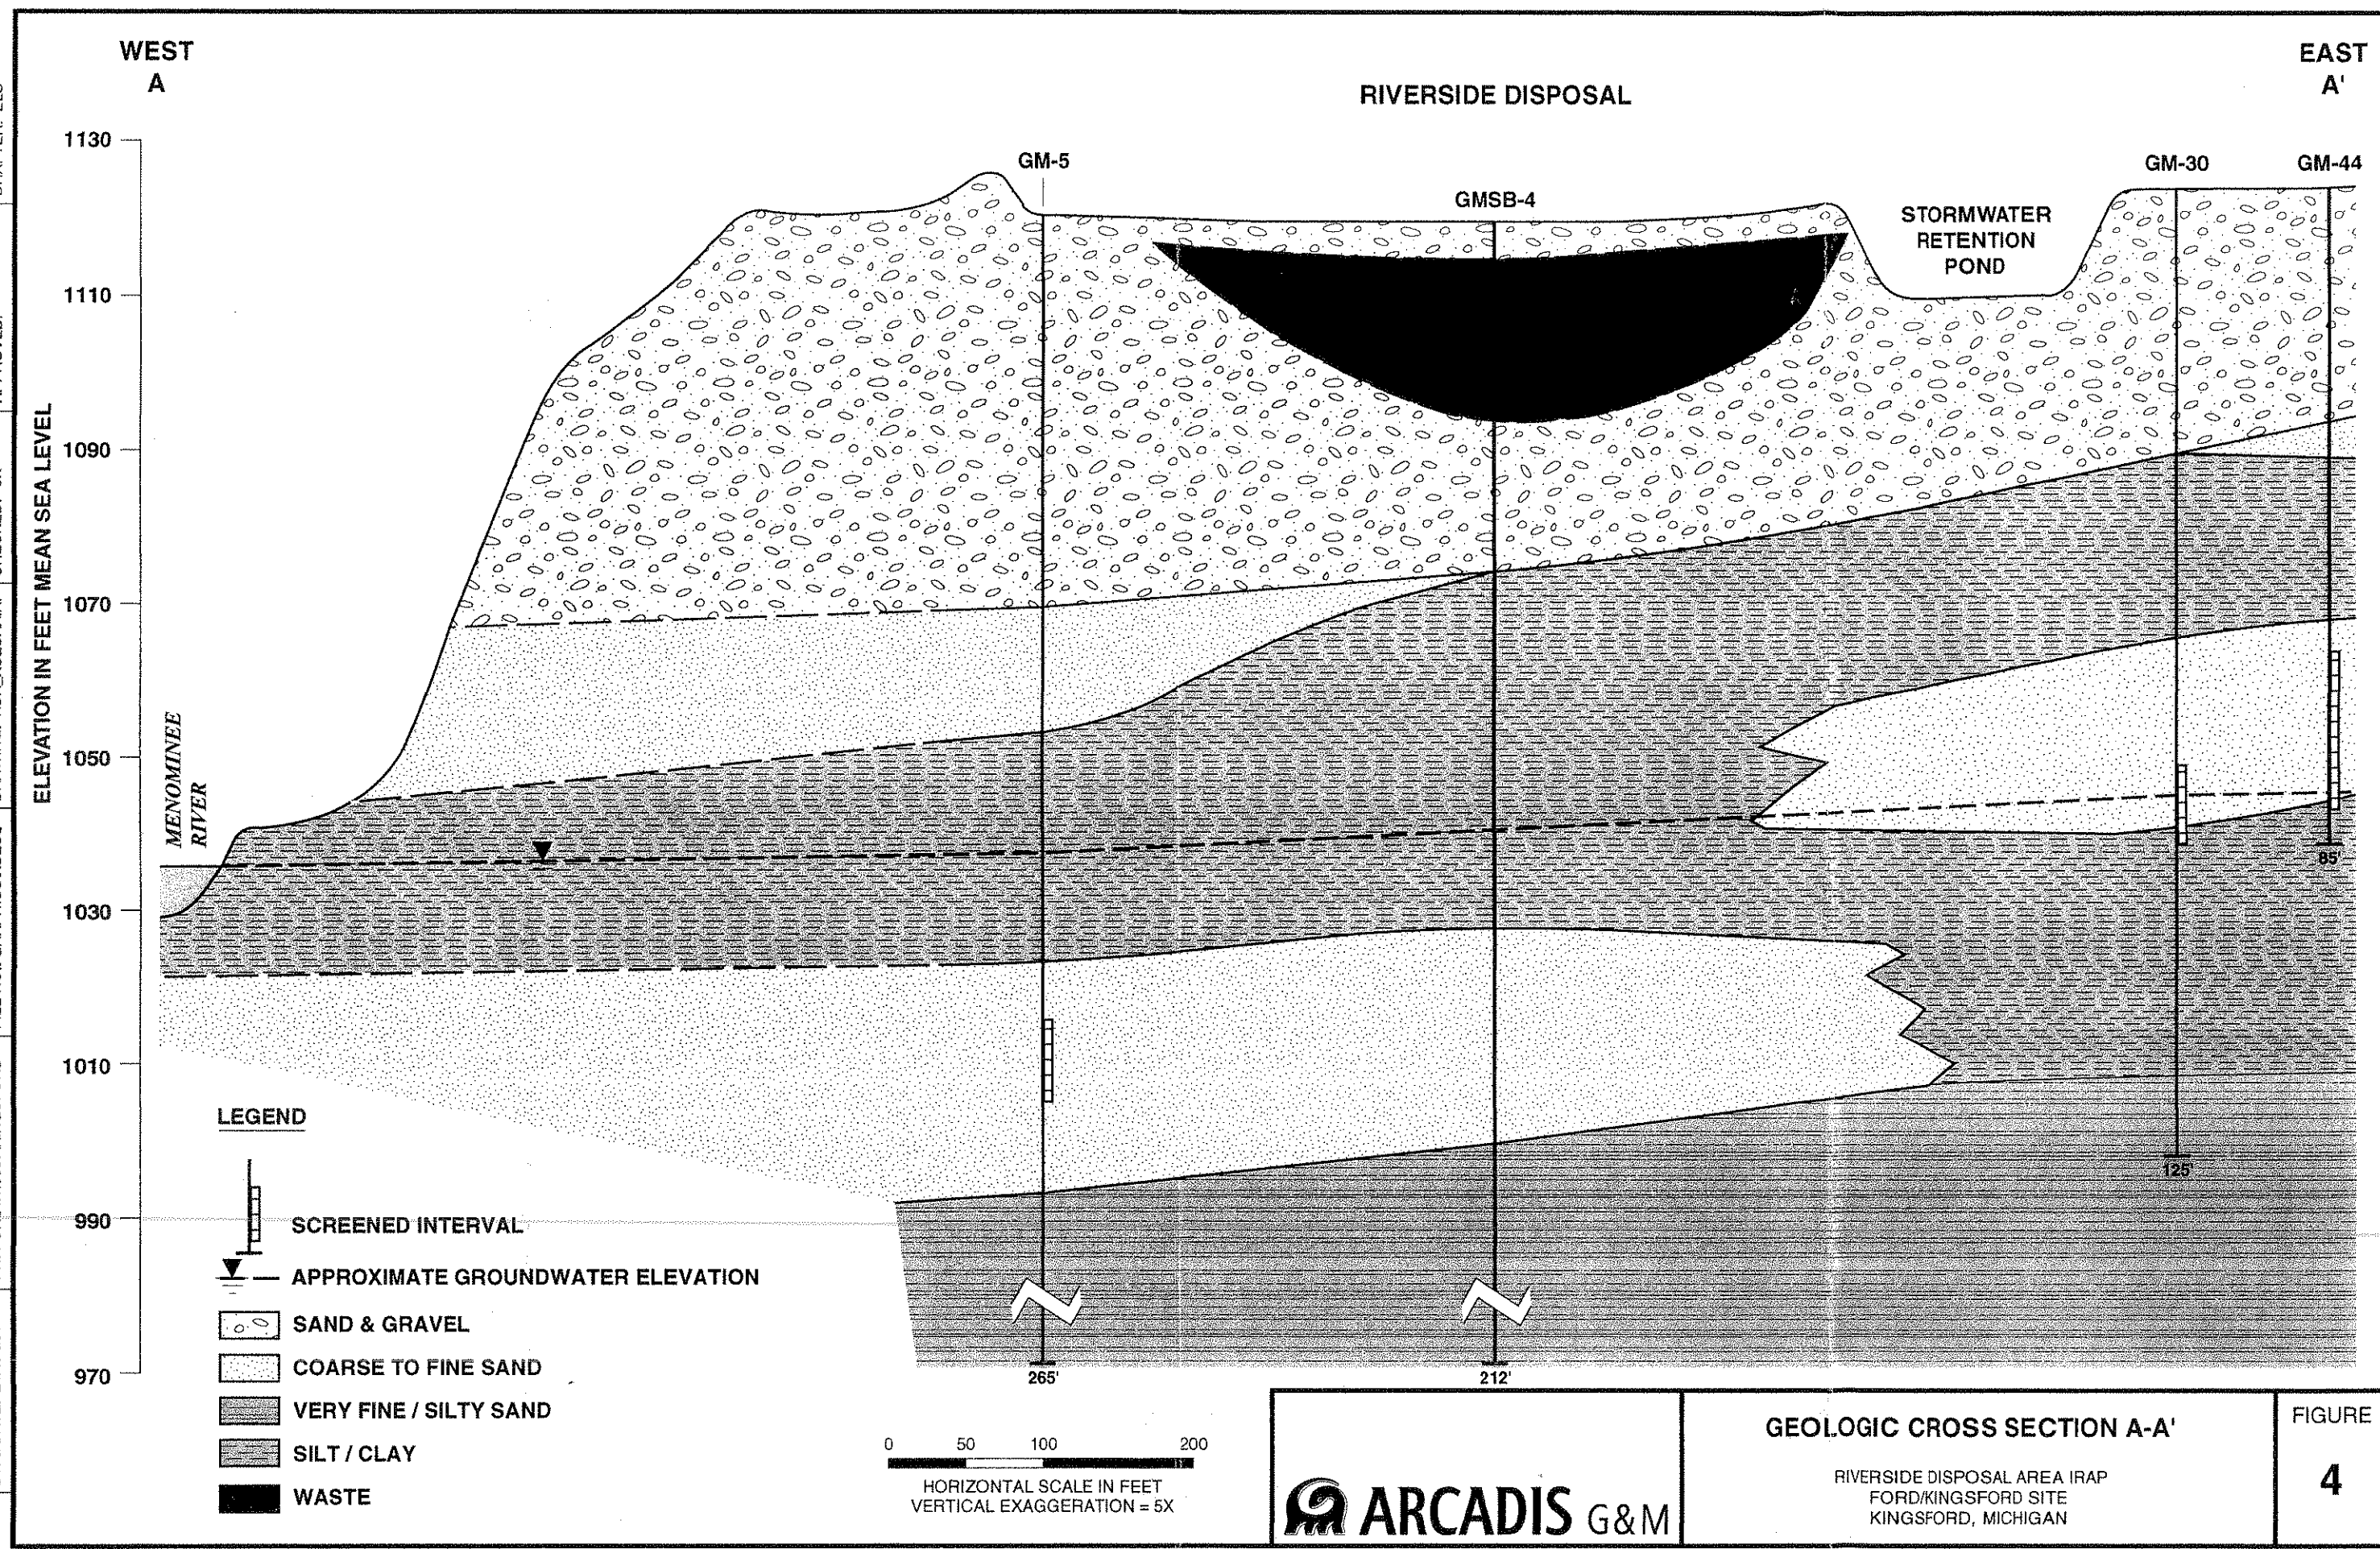 WEST
A
EAST
A'
RIVERSIDE DISPOSAL
1130
1110
1090
1070
1050
1030
1010
990
970
ELEVATION IN FEET MEAN SEA LEVEL
GM-5
GMSB-4
GM-30
GM-44
STORMWATER
RETENTION
POND
MENOMINEE
RIVER
85'
125'
265'
212'
LEGEND
SCREENED INTERVAL
APPROXIMATE GROUNDWATER ELEVATION
SAND & GRAVEL
COARSE TO FINE SAND
VERY FINE / SILTY SAND
SILT / CLAY
WASTE
0 50 100 200
HORIZONTAL SCALE IN FEET
VERTICAL EXAGGERATION = 5X
ARCADIS G&M
GEOLOGIC CROSS SECTION A-A'
RIVERSIDE DISPOSAL AREA IRAP
FORD/KINGSFORD SITE
KINGSFORD, MICHIGAN
FIGURE
4